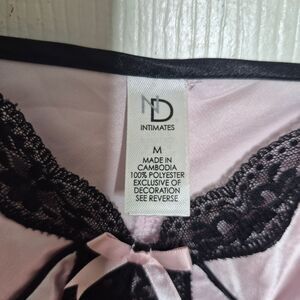 ND
INTIMATES
M
MADE IN
CAMBODIA
100% POLYESTER
EXCLUSIVE OF
DECORATION
SEE REVERSE